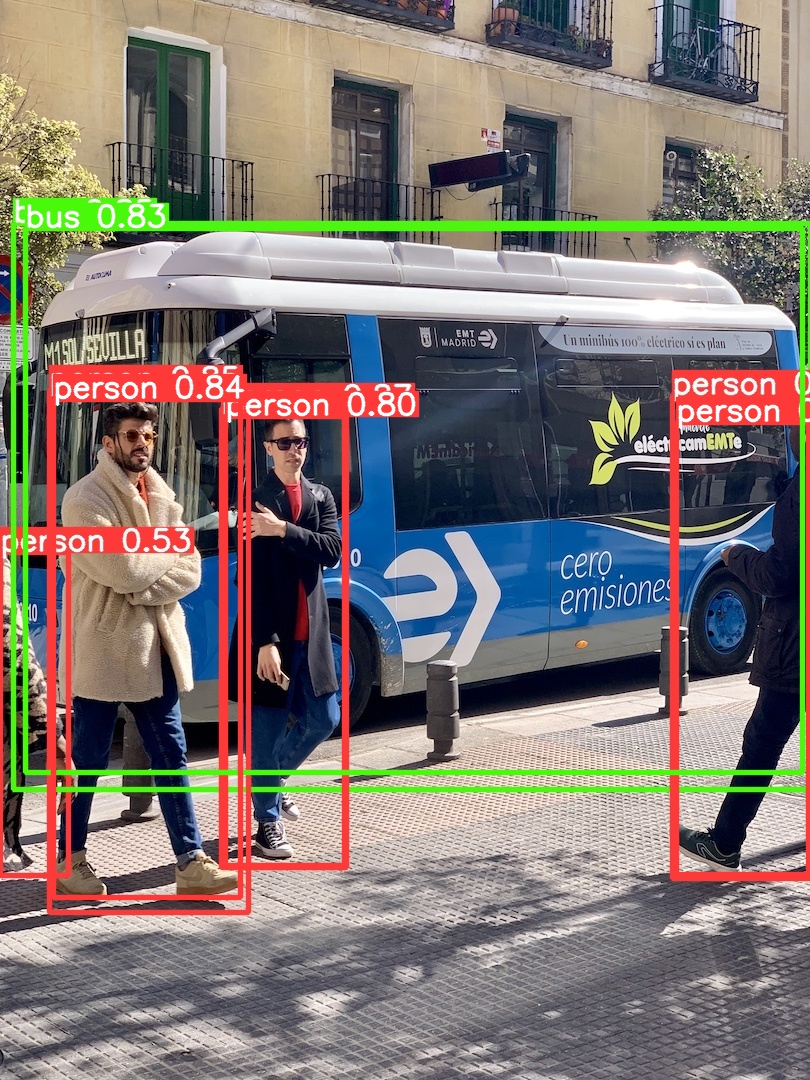 bus 0.83
M1 SOL/SEVILLA
EMT
MADRID
Un minibús 100% eléctrico sí es plan
person 0.84
person 0.80
person
person
eléctricamEMTe
person 0.53
cero
emisiones